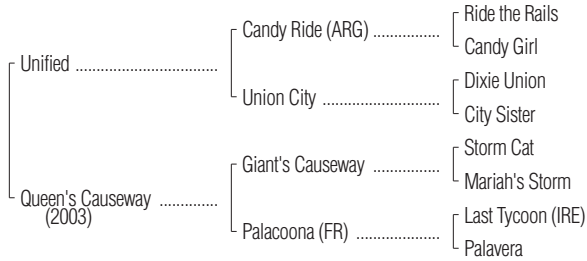 Ride the Rails
Candy Ride (ARG) ..................
Candy Girl
Unified ......................................
Dixie Union
Union City ................................
City Sister
Storm Cat
Giant's Causeway ..................
Mariah's Storm
Queen's Causeway ...............
(2003)
Last Tycoon (IRE)
Palacoona (FR) ......................
Palavera